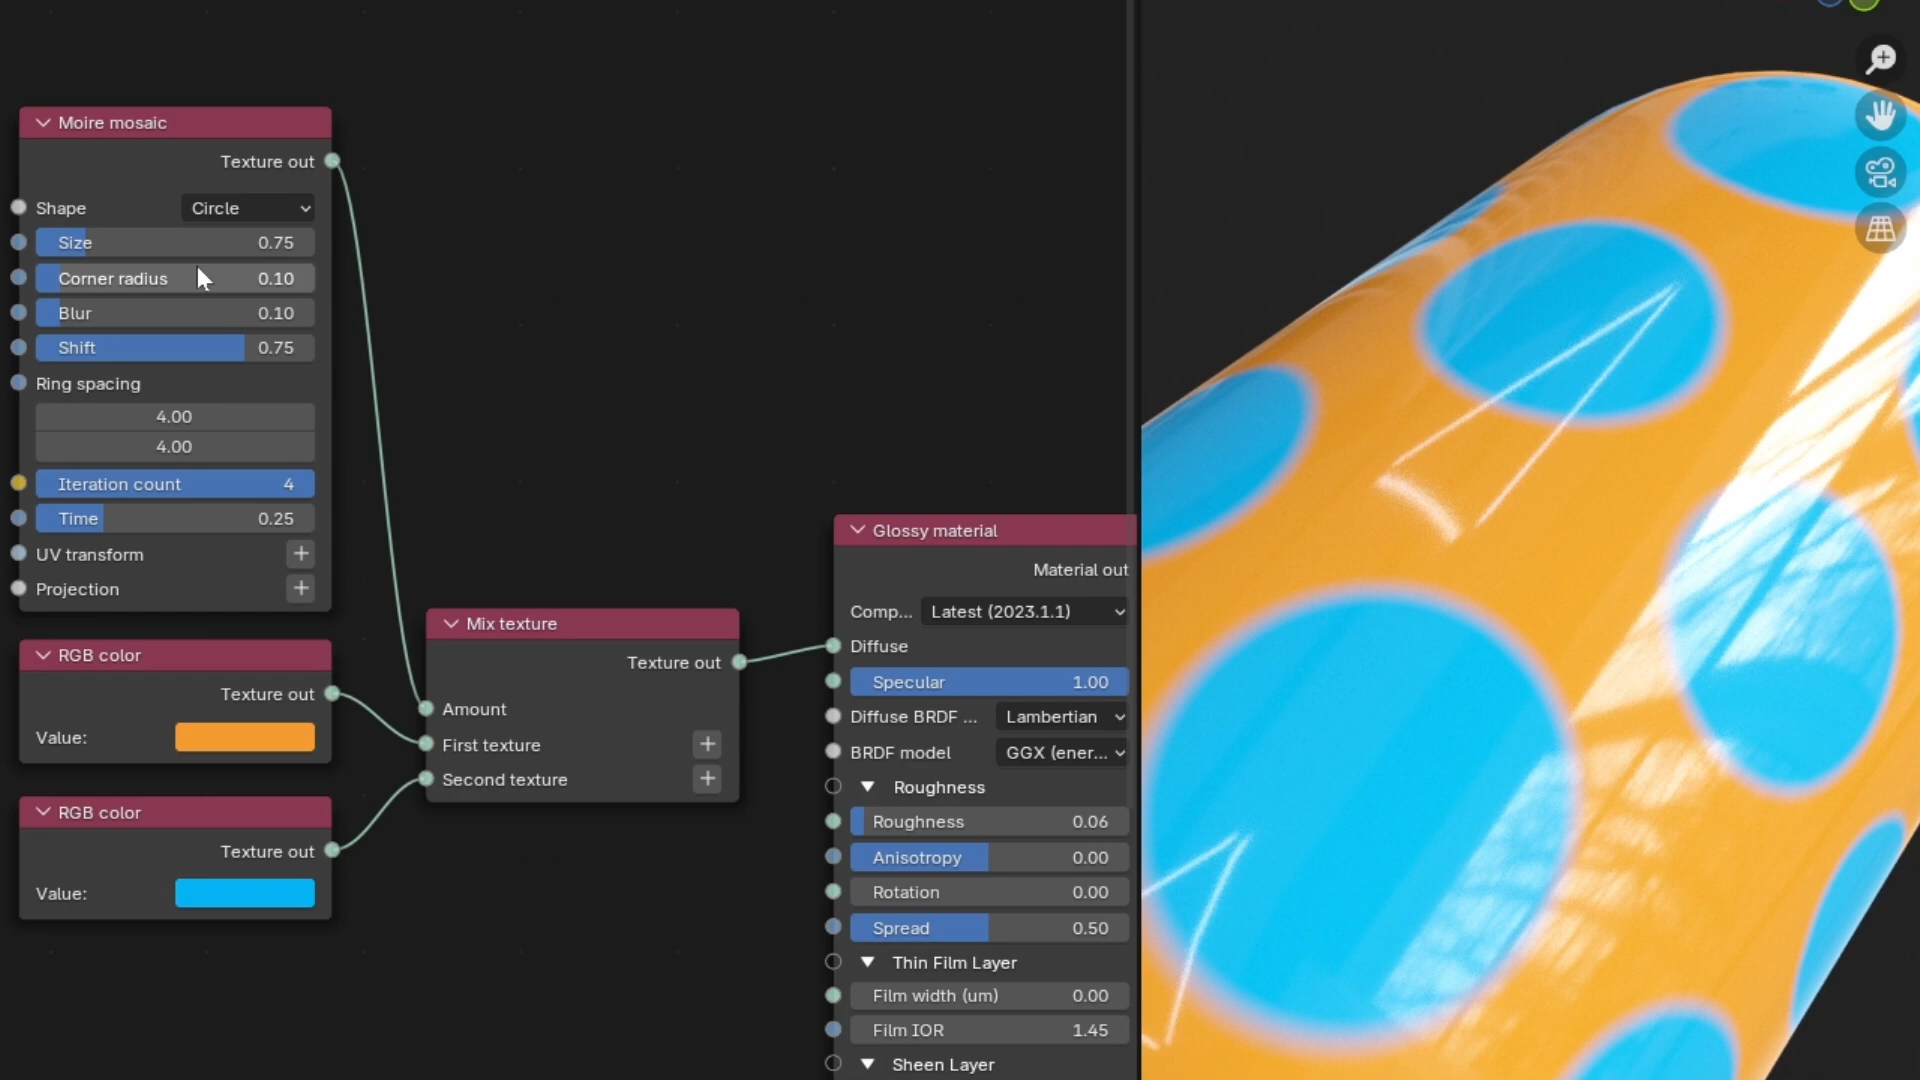 Moire mosaic
Texture out
Shape Circle
Size 0.75
Corner radius 0.10
Blur 0.10
Shift 0.75
Ring spacing
4.00
4.00
Iteration count 4
Time 0.25
UV transform
Projection
RGB color
Texture out
Value:
RGB color
Texture out
Value:
Mix texture
Texture out
Amount
First texture
Second texture
Glossy material
Material out
Comp... Latest (2023.1.1)
Diffuse
Specular 1.00
Diffuse BRDF ... Lambertian
BRDF model GGX (ener...
Roughness
Roughness 0.06
Anisotropy 0.00
Rotation 0.00
Spread 0.50
Thin Film Layer
Film width (um) 0.00
Film IOR 1.45
Sheen Layer